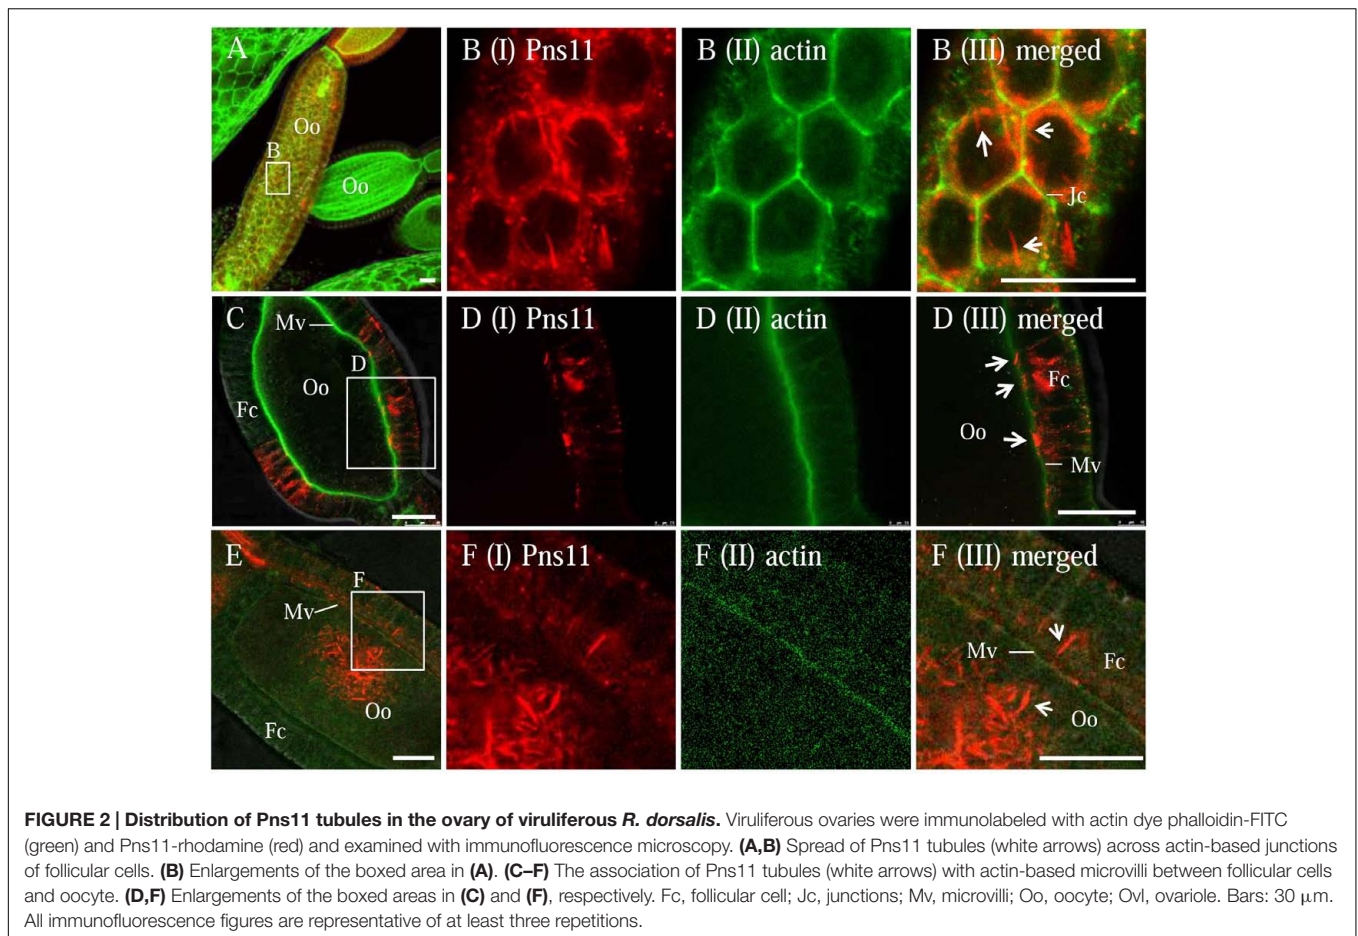 A
Oo
B
Oo
B (I) Pns11
B (II) actin
B (III) merged
Jc
C
Mv
D
Oo
Fc
D (I) Pns11
D (II) actin
D (III) merged
Fc
Oo
Mv
E
F
Mv
Oo
Fc
F (I) Pns11
F (II) actin
F (III) merged
Mv
Fc
Oo
FIGURE 2 | Distribution of Pns11 tubules in the ovary of viruliferous R. dorsalis. Viruliferous ovaries were immunolabeled with actin dye phalloidin-FITC
(green) and Pns11-rhodamine (red) and examined with immunofluorescence microscopy. (A,B) Spread of Pns11 tubules (white arrows) across actin-based junctions
of follicular cells. (B) Enlargements of the boxed area in (A). (C–F) The association of Pns11 tubules (white arrows) with actin-based microvilli between follicular cells
and oocyte. (D,F) Enlargements of the boxed areas in (C) and (F), respectively. Fc, follicular cell; Jc, junctions; Mv, microvilli; Oo, oocyte; Ovl, ovariole. Bars: 30 μm.
All immunofluorescence figures are representative of at least three repetitions.